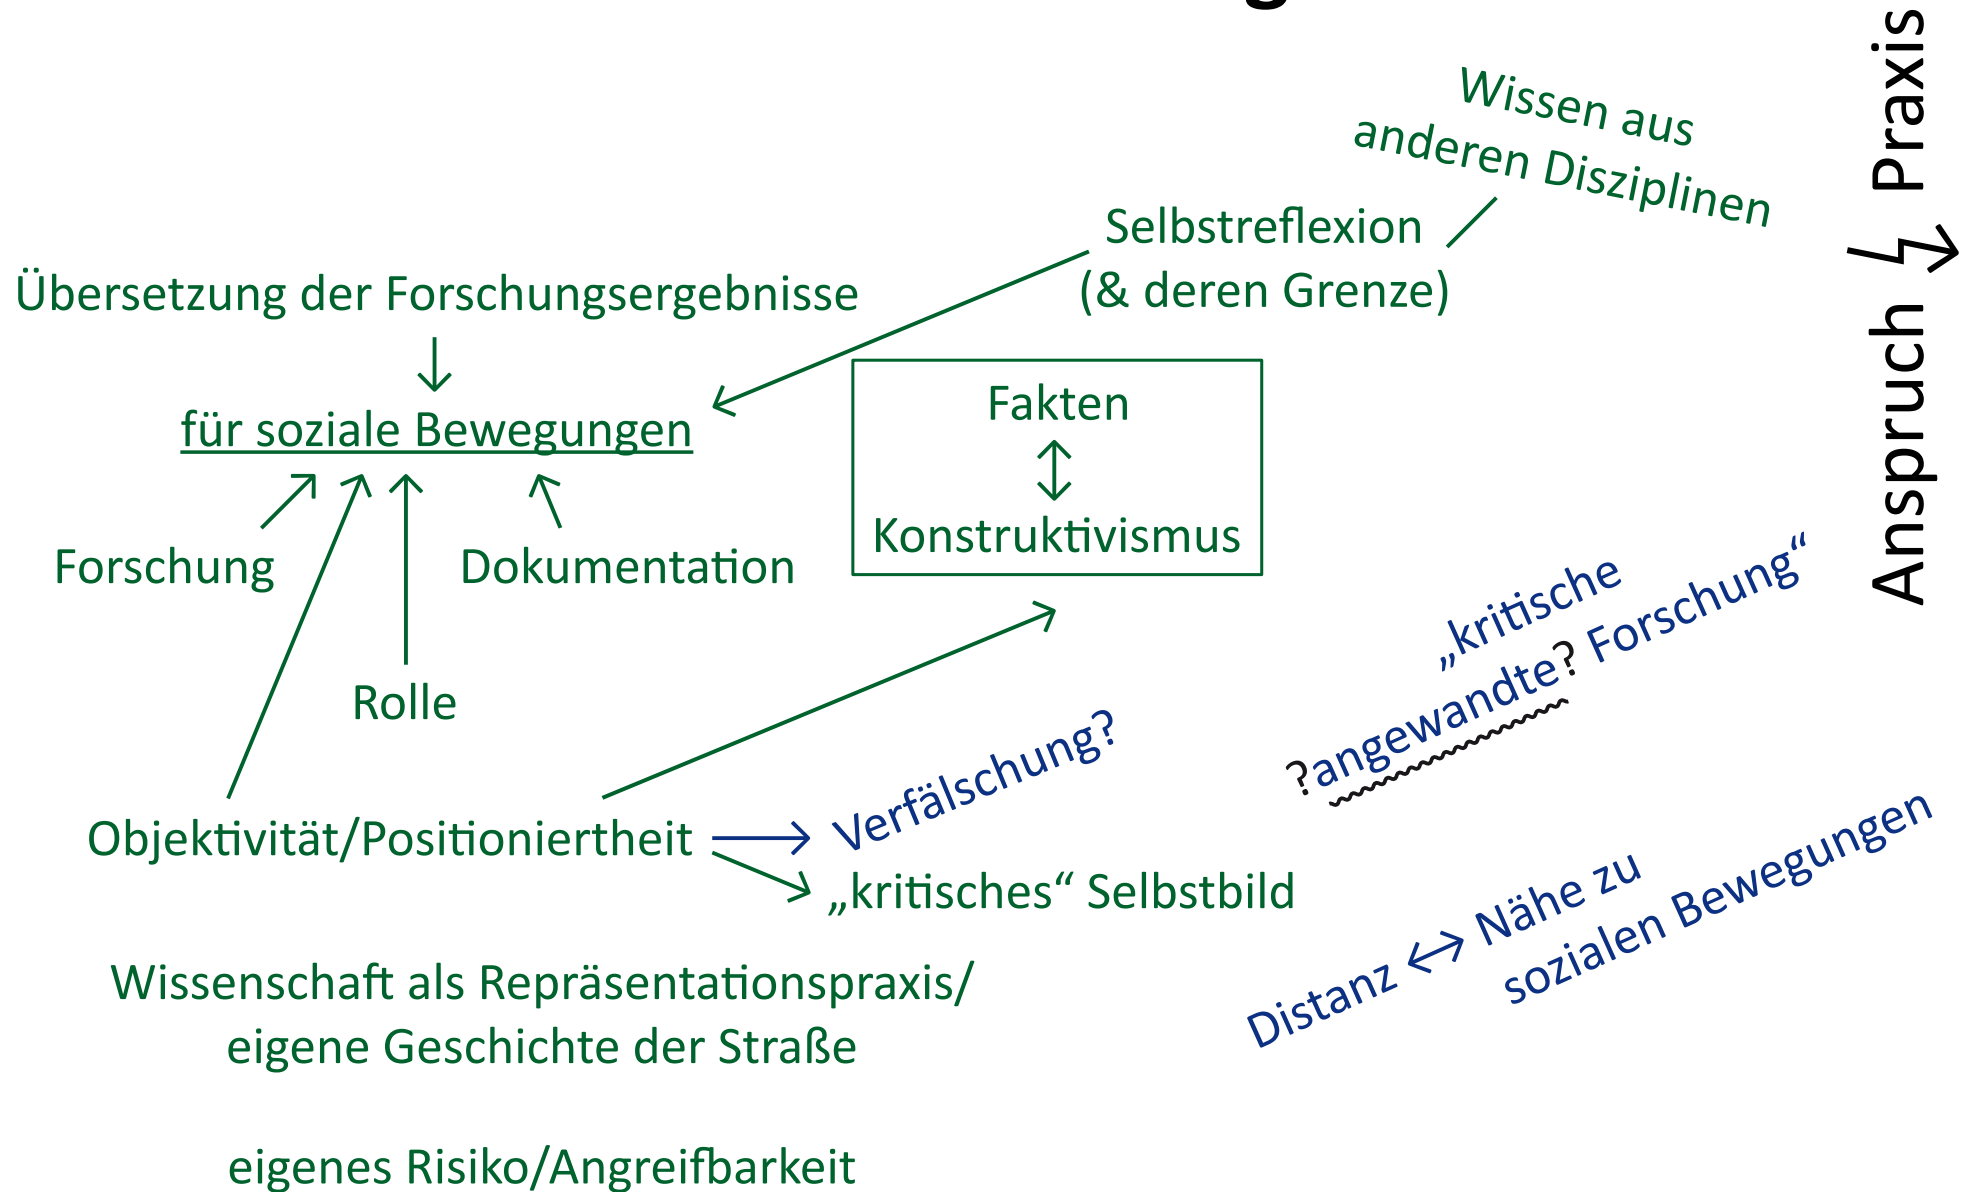 Wissen aus
anderen Disziplinen
Selbstreflexion
(& deren Grenze)
Übersetzung der Forschungsergebnisse
für soziale Bewegungen
Fakten
Konstruktivismus
Forschung
Dokumentation
Rolle
Objektivität/Positioniertheit
Verfälschung?
„kritisches“ Selbstbild
Wissenschaft als Repräsentationspraxis/
eigene Geschichte der Straße
eigenes Risiko/Angreifbarkeit
„kritische
?angewandte? Forschung“
Distanz ↔ Nähe zu
sozialen Bewegungen
Anspruch Praxis